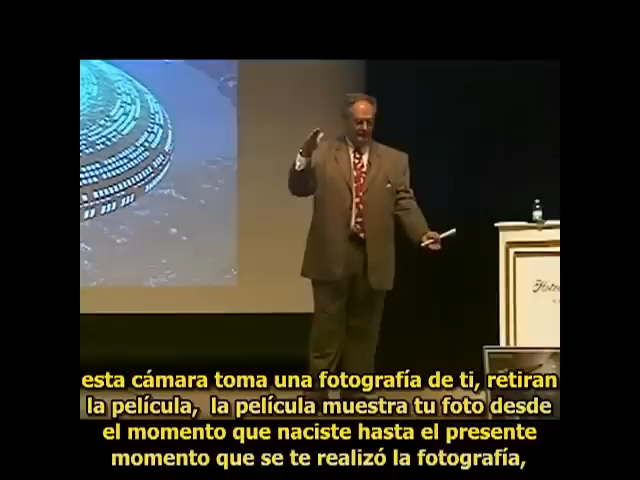 Hotel
esta cámara toma una fotografía de ti, retiran
la película,  la película muestra tu foto desde
el momento que naciste hasta el presente
momento que se te realizó la fotografía,